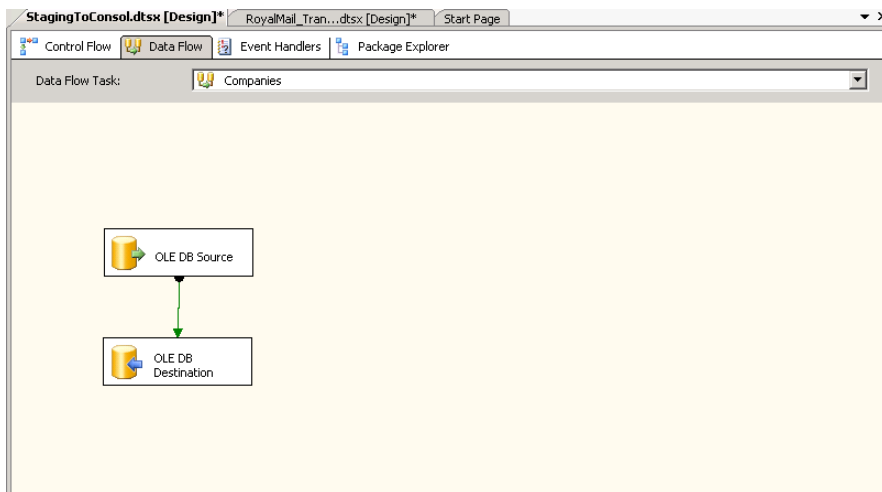 StagingToConsol.dtsx [Design]* RoyalMail_Tran...dtsx [Design]* Start Page
Control Flow Data Flow Event Handlers Package Explorer
Data Flow Task: Companies
OLE DB Source
OLE DB
Destination